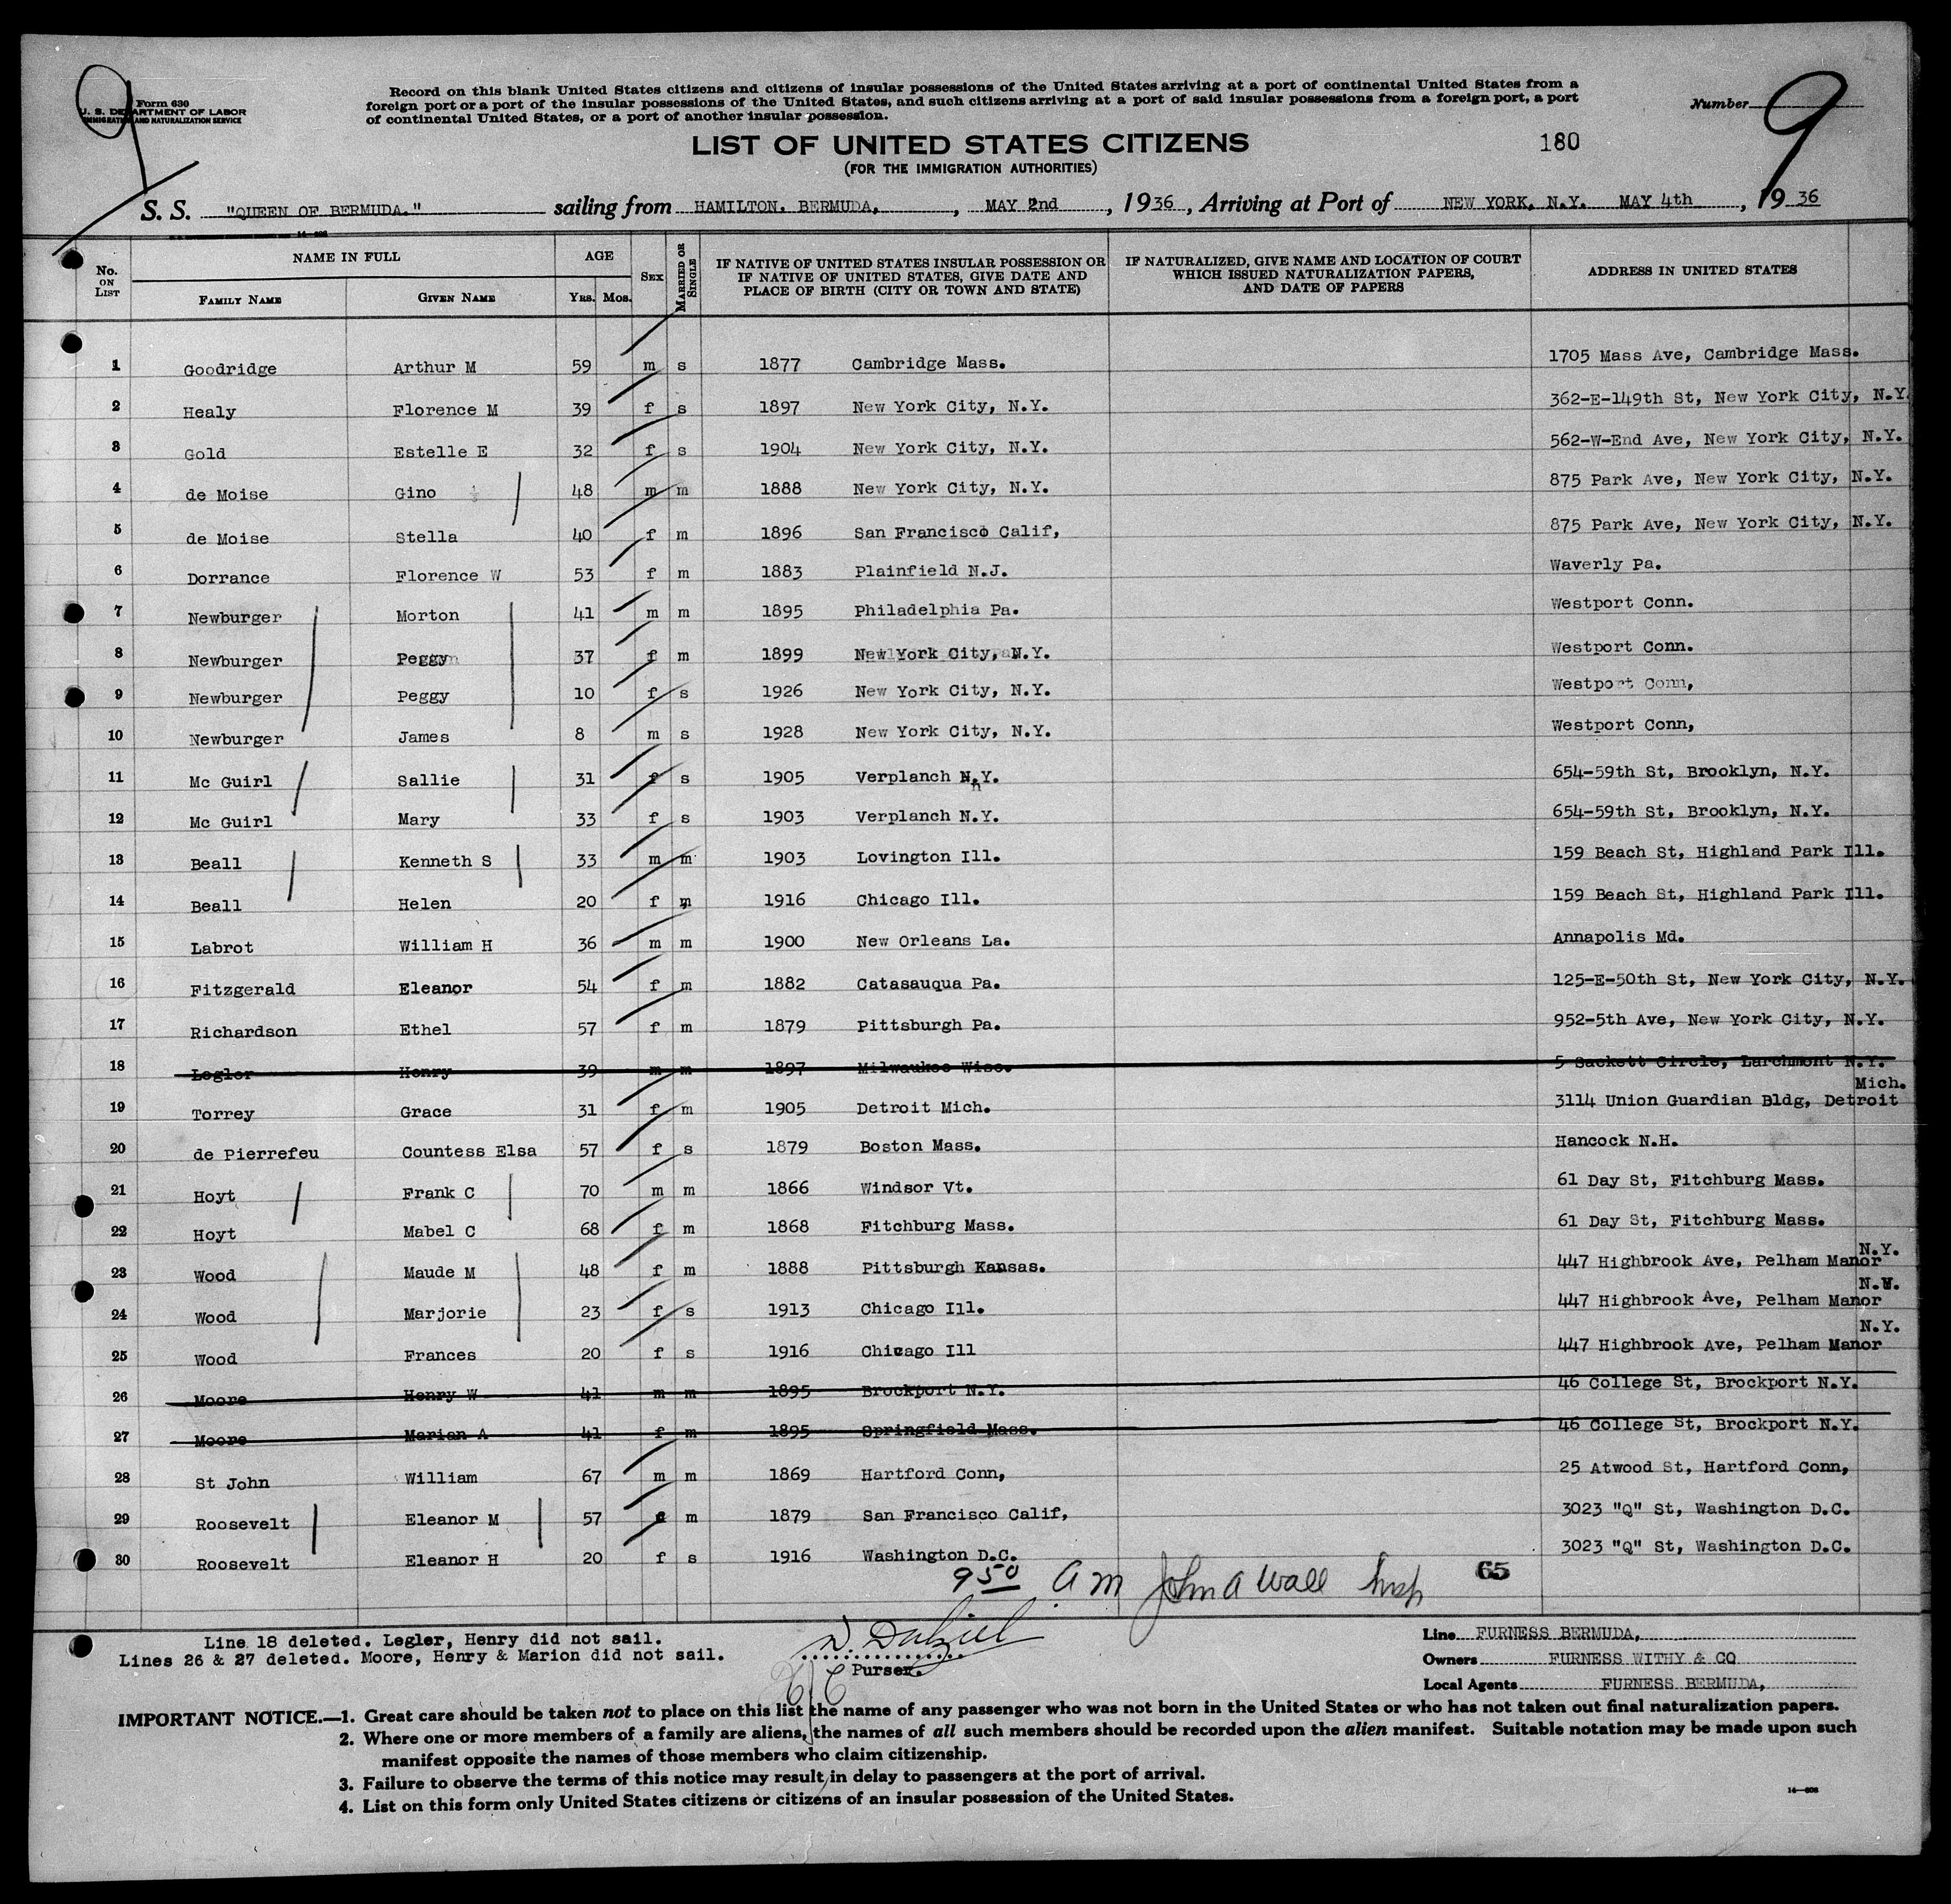 Form 630
U. S. DEPARTMENT OF LABOR
IMMIGRATION AND NATURALIZATION SERVICE
Record on this blank United States citizens and citizens of insular possessions of the United States arriving at a port of continental United States from a
foreign port or a port of the insular possessions of the United States, and such citizens arriving at a port of said insular possessions from a foreign port, a port
of continental United States, or a port of another insular possession.
Number 9
LIST OF UNITED STATES CITIZENS
180
(FOR THE IMMIGRATION AUTHORITIES)
S. S. "QUEEN OF BERMUDA." sailing from HAMILTON. BERMUDA, , MAY 2nd , 1936, Arriving at Port of NEW YORK, N.Y. MAY 4th , 1936
No. ON LIST NAME IN FULL FAMILY NAME GIVEN NAME AGE YRS. MOS. SEX MARRIED OR SINGLE IF NATIVE OF UNITED STATES INSULAR POSSESSION OR IF NATIVE OF UNITED STATES, GIVE DATE AND PLACE OF BIRTH (CITY OR TOWN AND STATE) IF NATURALIZED, GIVE NAME AND LOCATION OF COURT WHICH ISSUED NATURALIZATION PAPERS, AND DATE OF PAPERS ADDRESS IN UNITED STATES
1 Goodridge Arthur M 59 m s 1877 Cambridge Mass. 1705 Mass Ave, Cambridge Mass.
2 Healy Florence M 39 f s 1897 New York City, N.Y. 362-E-149th St, New York City, N.Y.
3 Gold Estelle E 32 f s 1904 New York City, N.Y. 562-W-End Ave, New York City, N.Y.
4 de Moise Gino 48 m m 1888 New York City, N.Y. 875 Park Ave, New York City, N.Y.
5 de Moise Stella 40 f m 1896 San Francisco Calif, 875 Park Ave, New York City, N.Y.
6 Dorrance Florence W 53 f m 1883 Plainfield N.J. Waverly Pa.
7 Newburger Morton 41 m m 1895 Philadelphia Pa. Westport Conn.
8 Newburger Peggy 37 f m 1899 New York City, N.Y. Westport Conn.
9 Newburger Peggy 10 f s 1926 New York City, N.Y. Westport Conn,
10 Newburger James 8 m s 1928 New York City, N.Y. Westport Conn,
11 Mc Guirl Sallie 31 f s 1905 Verplanch N.Y. 654-59th St, Brooklyn, N.Y.
12 Mc Guirl Mary 33 f s 1903 Verplanch N.Y. 654-59th St, Brooklyn, N.Y.
13 Beall Kenneth S 33 m m 1903 Lovington Ill. 159 Beach St, Highland Park Ill.
14 Beall Helen 20 f m 1916 Chicago Ill. 159 Beach St, Highland Park Ill.
15 Labrot William H 36 m m 1900 New Orleans La. Annapolis Md.
16 Fitzgerald Eleanor 54 f m 1882 Catasauqua Pa. 125-E-50th St, New York City, N.Y.
17 Richardson Ethel 57 f m 1879 Pittsburgh Pa. 952-5th Ave, New York City, N.Y.
18 Legler Henry 39 m m 1897 Milwaukee Wisc. 5 Sackett Circle, Larchmont N.Y.
19 Torrey Grace 31 f m 1905 Detroit Mich. 3114 Union Guardian Bldg, Detroit Mich.
20 de Pierrefeu Countess Elsa 57 f s 1879 Boston Mass. Hancock N.H.
21 Hoyt Frank C 70 m m 1866 Windsor Vt. 61 Day St, Fitchburg Mass.
22 Hoyt Mabel C 68 f m 1868 Fitchburg Mass. 61 Day St, Fitchburg Mass.
23 Wood Maude M 48 f m 1888 Pittsburgh Kansas. 447 Highbrook Ave, Pelham Manor N.Y.
24 Wood Marjorie 23 f s 1913 Chicago Ill. 447 Highbrook Ave, Pelham Manor
25 Wood Frances 20 f s 1916 Chicago Ill 447 Highbrook Ave, Pelham Manor N.Y.
26 Moore Henry W 41 m m 1895 Brockport N.Y. 46 College St, Brockport N.Y.
27 Moore Marian A 41 f m 1895 Springfield Mass. 46 College St, Brockport N.Y.
28 St John William 67 m m 1869 Hartford Conn, 25 Atwood St, Hartford Conn,
29 Roosevelt Eleanor M 57 m 1879 San Francisco Calif, 3023 "Q" St, Washington D.C.
30 Roosevelt Eleanor H 20 f s 1916 Washington D.C. 3023 "Q" St, Washington D.C.
9 50 am John A Wall Insp 65
Line 18 deleted. Legler, Henry did not sail.
Lines 26 & 27 deleted. Moore, Henry & Marion did not sail.
Purser.
Line FURNESS BERMUDA,
Owners FURNESS WITHY & CO
Local Agents FURNESS BERMUDA,
IMPORTANT NOTICE.—1. Great care should be taken not to place on this list the name of any passenger who was not born in the United States or who has not taken out final naturalization papers.
2. Where one or more members of a family are aliens, the names of all such members should be recorded upon the alien manifest. Suitable notation may be made upon such
manifest opposite the names of those members who claim citizenship.
3. Failure to observe the terms of this notice may result in delay to passengers at the port of arrival.
4. List on this form only United States citizens or citizens of an insular possession of the United States.